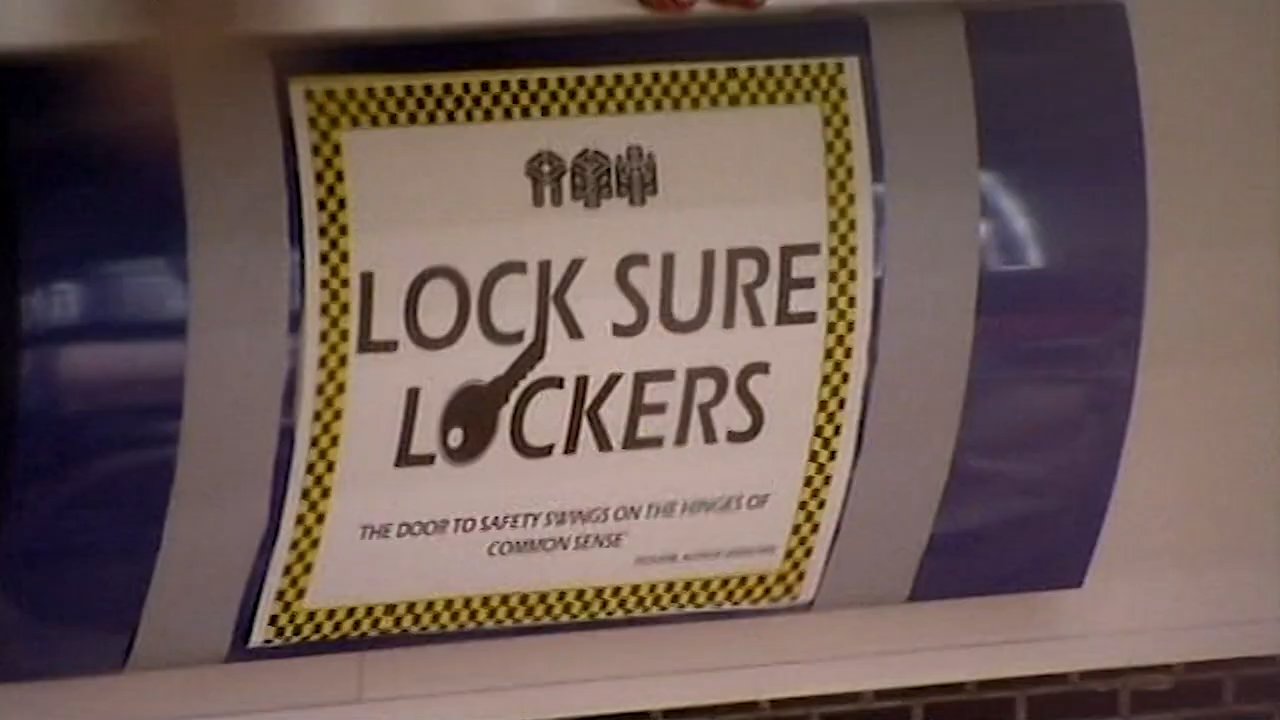 LOCK SURE
LOCKERS
THE DOOR TO SAFETY SWINGS ON THE HINGES OF
COMMON SENSE